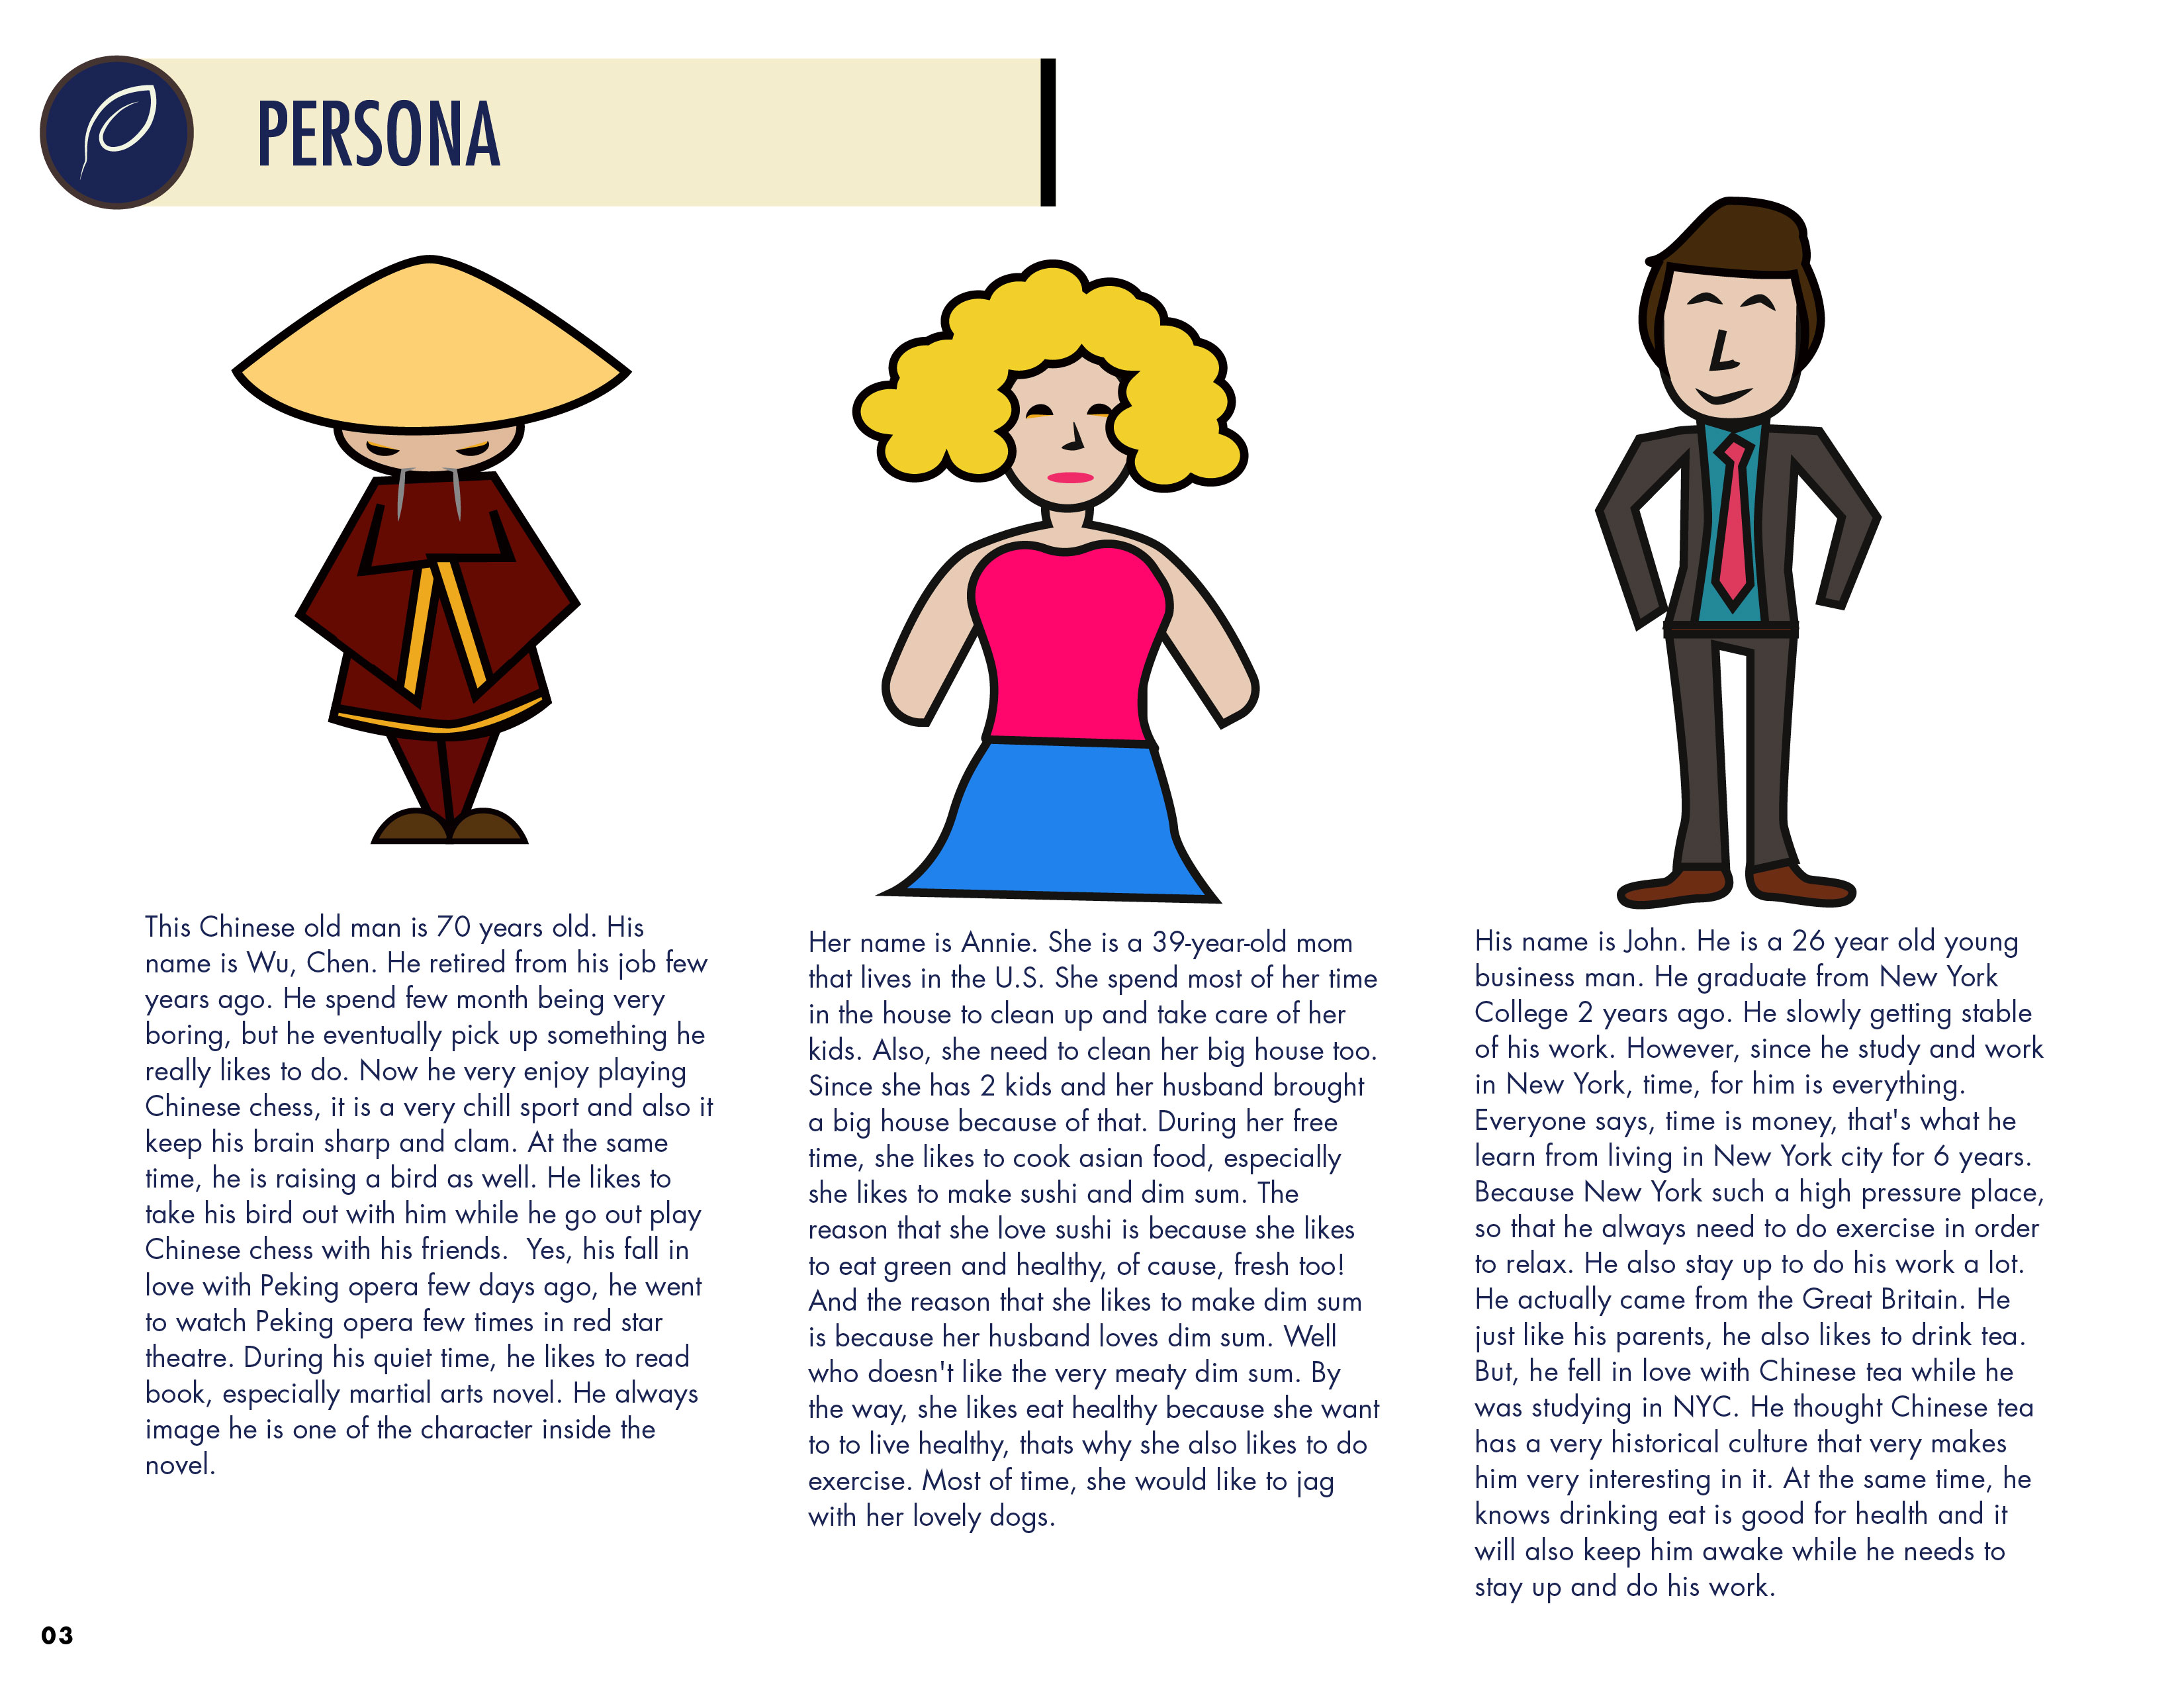 PERSONA
This Chinese old man is 70 years old. His
name is Wu, Chen. He retired from his job few
years ago. He spend few month being very
boring, but he eventually pick up something he
really likes to do. Now he very enjoy playing
Chinese chess, it is a very chill sport and also it
keep his brain sharp and clam. At the same
time, he is raising a bird as well. He likes to
take his bird out with him while he go out play
Chinese chess with his friends.  Yes, his fall in
love with Peking opera few days ago, he went
to watch Peking opera few times in red star
theatre. During his quiet time, he likes to read
book, especially martial arts novel. He always
image he is one of the character inside the
novel.
Her name is Annie. She is a 39-year-old mom
that lives in the U.S. She spend most of her time
in the house to clean up and take care of her
kids. Also, she need to clean her big house too.
Since she has 2 kids and her husband brought
a big house because of that. During her free
time, she likes to cook asian food, especially
she likes to make sushi and dim sum. The
reason that she love sushi is because she likes
to eat green and healthy, of cause, fresh too!
And the reason that she likes to make dim sum
is because her husband loves dim sum. Well
who doesn't like the very meaty dim sum. By
the way, she likes eat healthy because she want
to to live healthy, thats why she also likes to do
exercise. Most of time, she would like to jag
with her lovely dogs.
His name is John. He is a 26 year old young
business man. He graduate from New York
College 2 years ago. He slowly getting stable
of his work. However, since he study and work
in New York, time, for him is everything.
Everyone says, time is money, that's what he
learn from living in New York city for 6 years.
Because New York such a high pressure place,
so that he always need to do exercise in order
to relax. He also stay up to do his work a lot.
He actually came from the Great Britain. He
just like his parents, he also likes to drink tea.
But, he fell in love with Chinese tea while he
was studying in NYC. He thought Chinese tea
has a very historical culture that very makes
him very interesting in it. At the same time, he
knows drinking eat is good for health and it
will also keep him awake while he needs to
stay up and do his work.
03